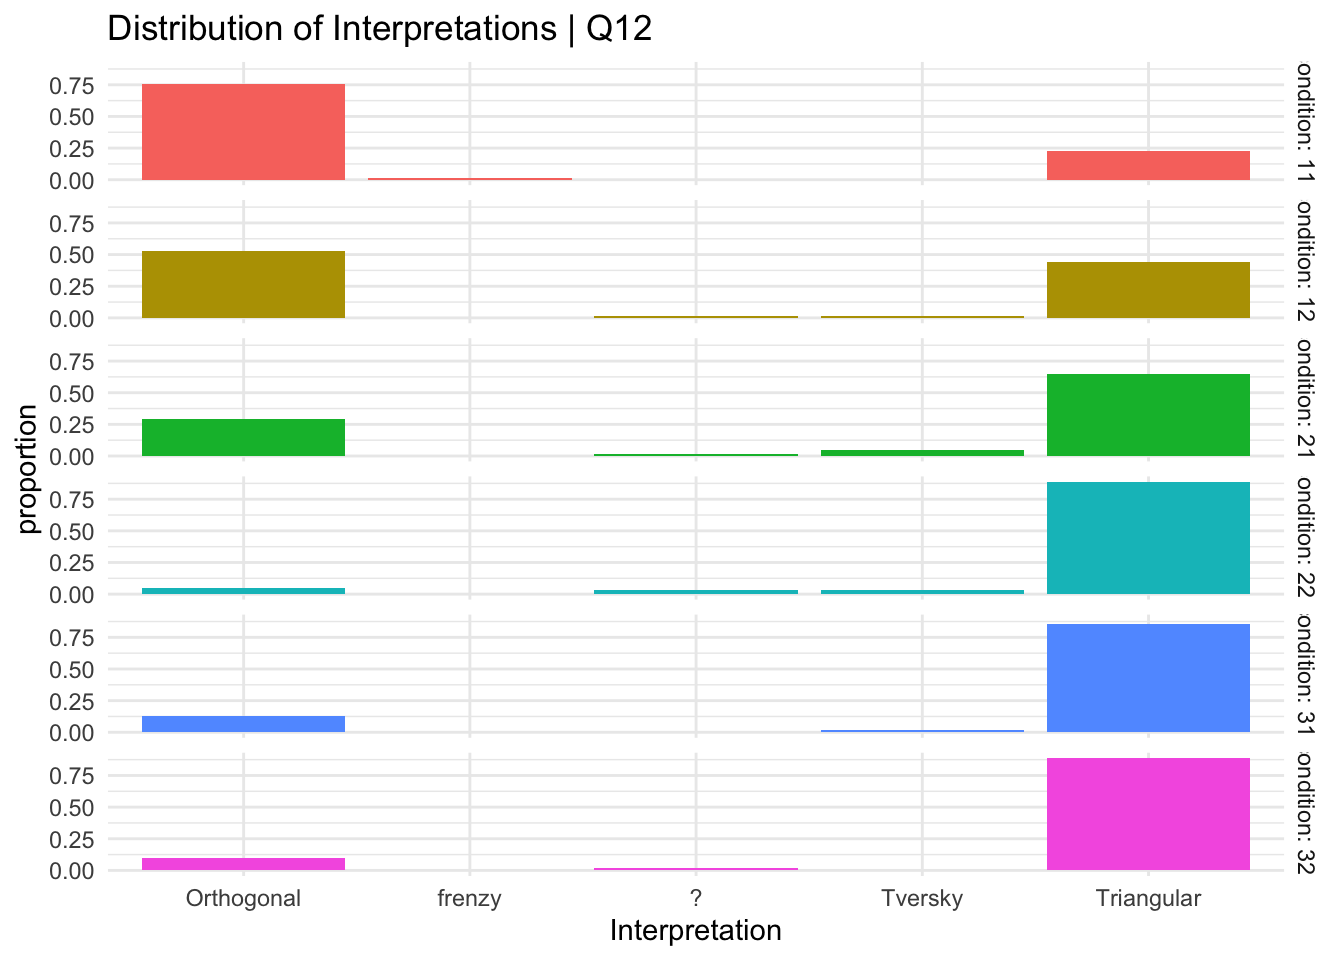 Distribution of Interpretations | Q12
0.75
0.50
0.25
0.00
ondition: 11
0.75
0.50
0.25
0.00
ondition: 12
0.75
0.50
0.25
0.00
ondition: 21
0.75
0.50
0.25
0.00
ondition: 22
0.75
0.50
0.25
0.00
ondition: 31
0.75
0.50
0.25
0.00
ondition: 32
proportion
Orthogonal frenzy ? Tversky Triangular
Interpretation